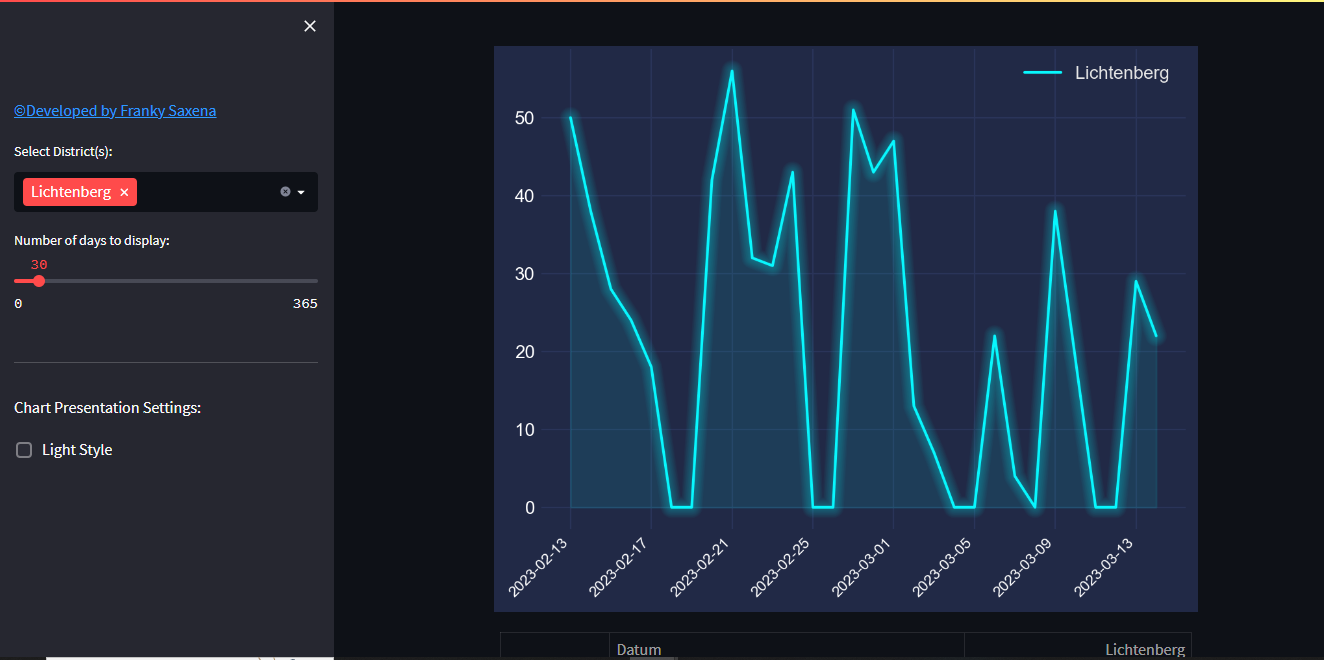 ©Developed by Franky Saxena
Select District(s):
Lichtenberg
Number of days to display:
30
0 365
Chart Presentation Settings:
Light Style
Lichtenberg
50
40
30
20
10
0
2023-02-13 2023-02-17 2023-02-21 2023-02-25 2023-03-01 2023-03-05 2023-03-09 2023-03-13
Datum Lichtenberg